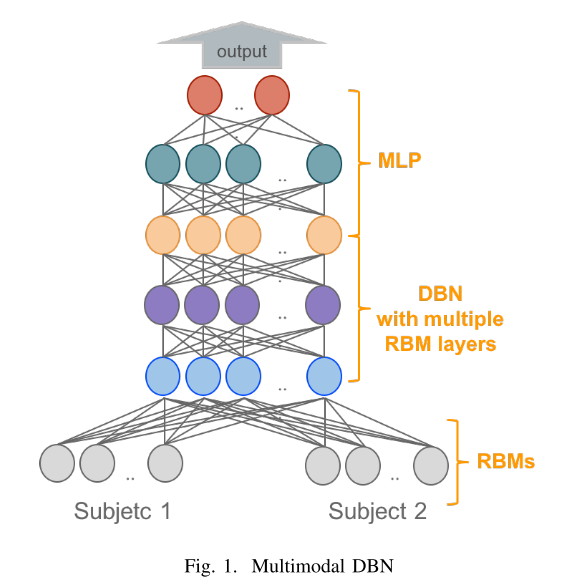 output
..
MLP
..
..
DBN
with multiple
RBM layers
..
..
RBMs
.. ..
Subjetc 1 Subject 2
Fig. 1. Multimodal DBN